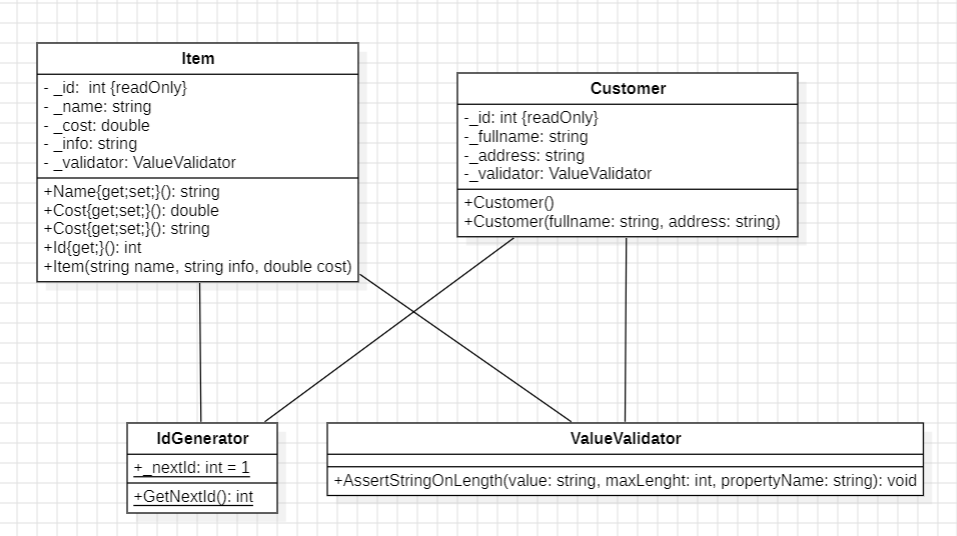 Item
- _id:  int {readOnly}
- _name: string
- _cost: double
- _info: string
- _validator: ValueValidator
+Name{get;set;}(): string
+Cost{get;set;}(): double
+Cost{get;set;}(): string
+Id{get;}(): int
+Item(string name, string info, double cost)
Customer
-_id: int {readOnly}
-_fullname: string
-_address: string
-_validator: ValueValidator
+Customer()
+Customer(fullname: string, address: string)
IdGenerator
+_nextId: int = 1
+GetNextId(): int
ValueValidator
+AssertStringOnLength(value: string, maxLenght: int, propertyName: string): void